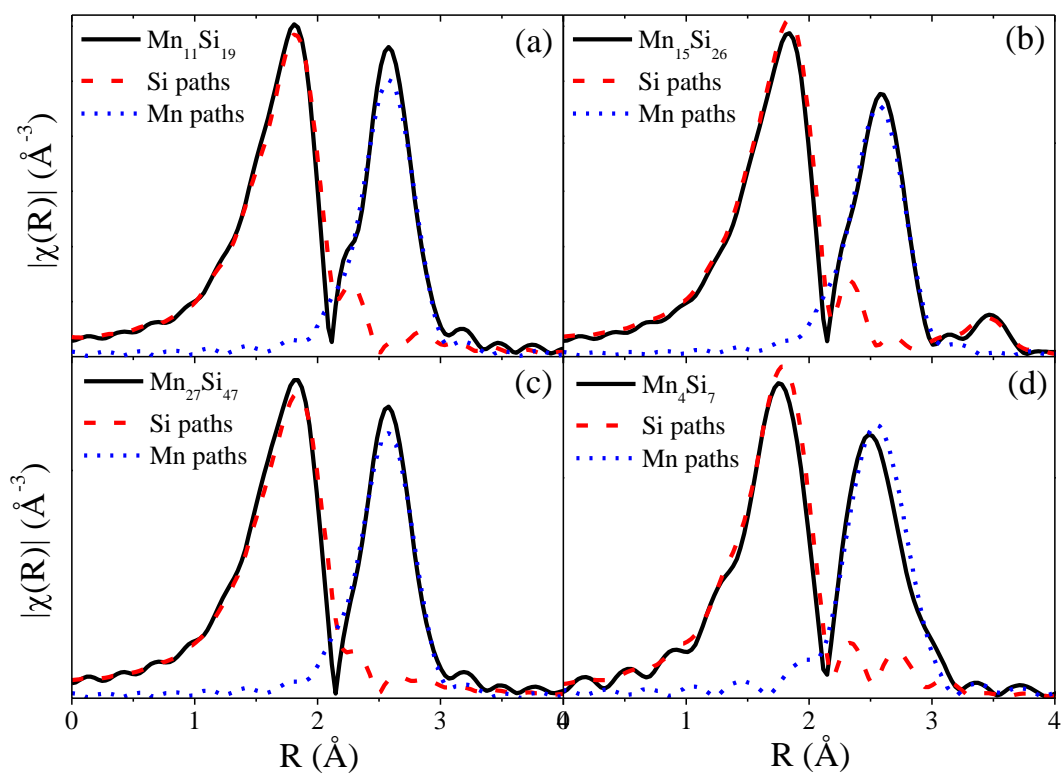 Mn₁₁Si₁₉
(a)
Si paths
Mn paths
Mn₁₅Si₂₆
(b)
Si paths
Mn paths
|χ(R)| (Å⁻³)
Mn₂₇Si₄₇
(c)
Si paths
Mn paths
Mn₄Si₇
(d)
Si paths
Mn paths
|χ(R)| (Å⁻³)
0 1 2 3 4
0 1 2 3 4
R (Å)
R (Å)